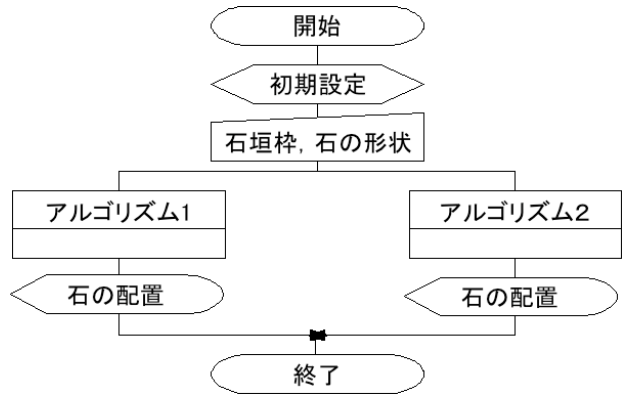 開始
初期設定
石垣枠, 石の形状
アルゴリズム1
アルゴリズム2
石の配置
石の配置
終了